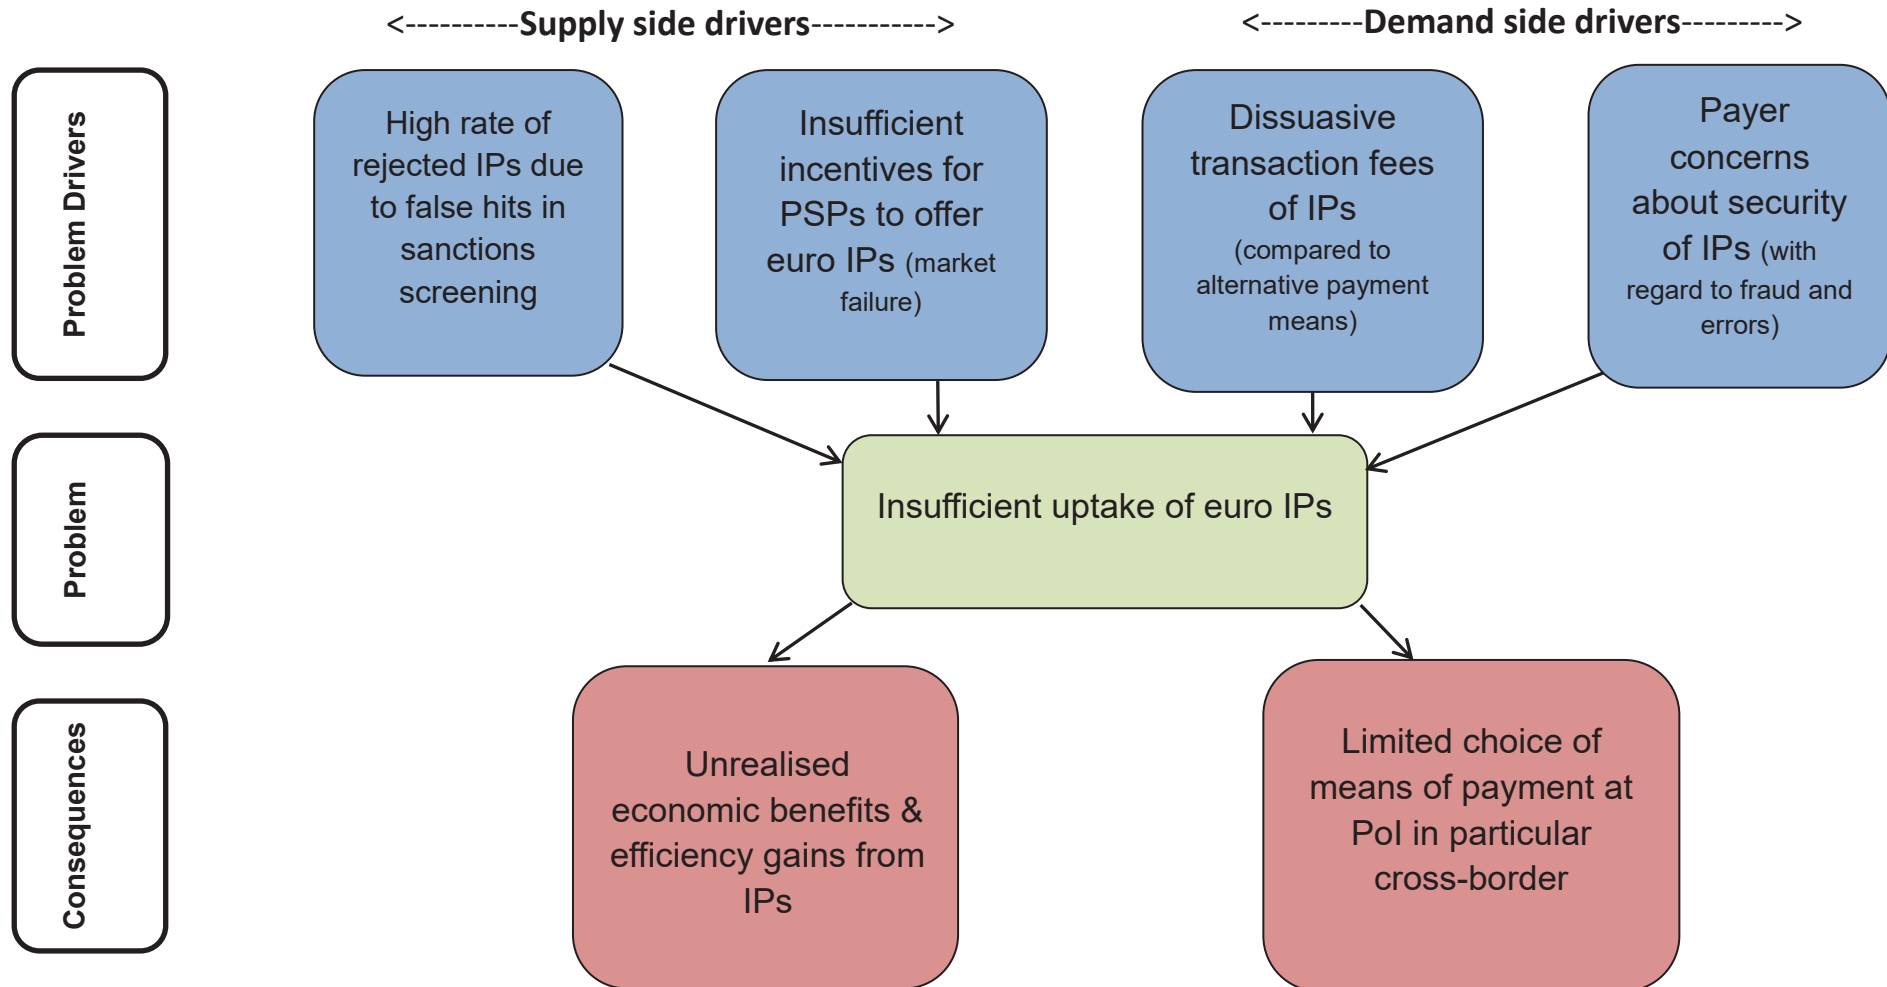 <---------Supply side drivers---------->
<---------Demand side drivers--------->
Problem Drivers
High rate of
rejected IPs due
to false hits in
sanctions
screening
Insufficient
incentives for
PSPs to offer
euro IPs (market
failure)
Dissuasive
transaction fees
of IPs
(compared to
alternative payment
means)
Payer
concerns
about security
of IPs (with
regard to fraud and
errors)
Problem
Insufficient uptake of euro IPs
Consequences
Unrealised
economic benefits &
efficiency gains from
IPs
Limited choice of
means of payment at
PoI in particular
cross-border